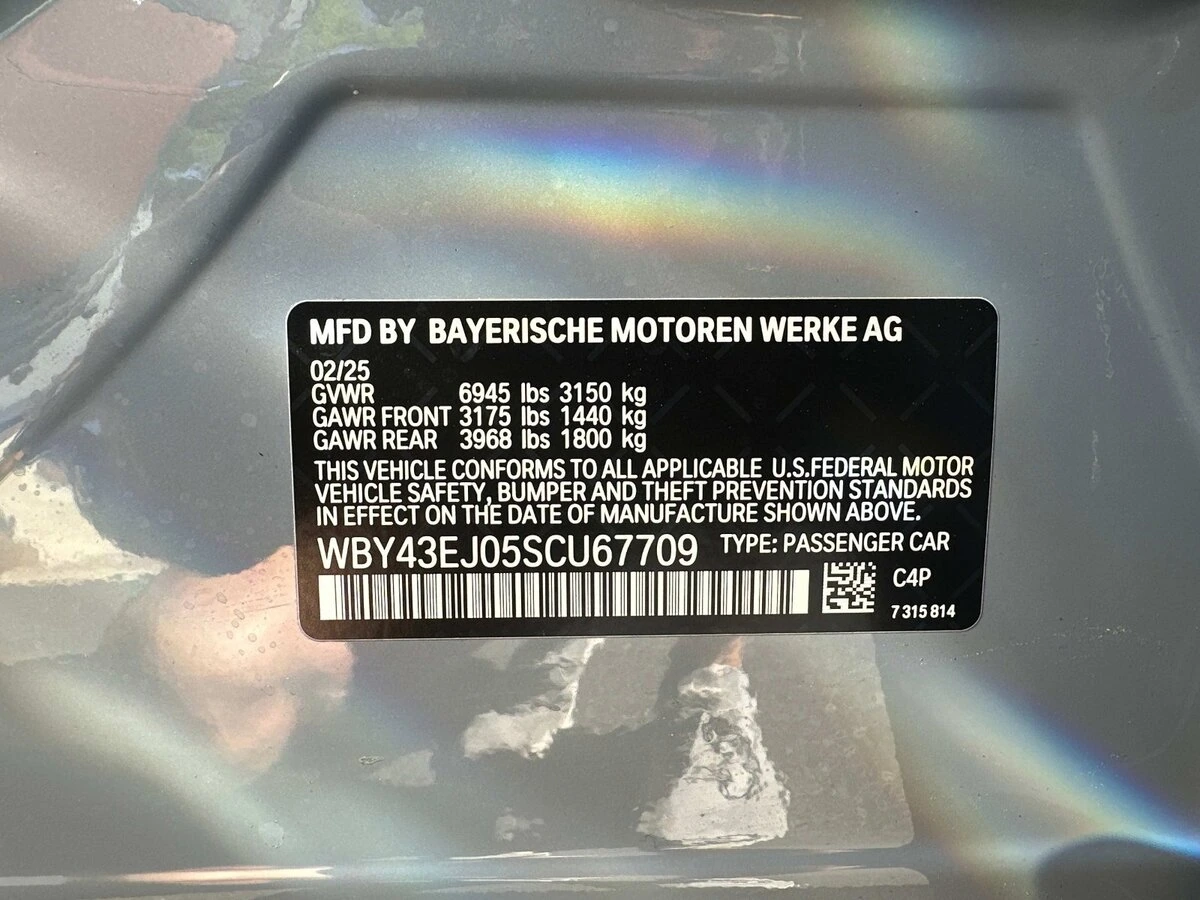 MFD BY BAYERISCHE MOTOREN WERKE AG
02/25
GVWR 6945 lbs 3150 kg
GAWR FRONT 3175 lbs 1440 kg
GAWR REAR 3968 lbs 1800 kg
THIS VEHICLE CONFORMS TO ALL APPLICABLE U.S.FEDERAL MOTOR
VEHICLE SAFETY, BUMPER AND THEFT PREVENTION STANDARDS
IN EFFECT ON THE DATE OF MANUFACTURE SHOWN ABOVE.
WBY43EJ05SCU67709 TYPE: PASSENGER CAR
C4P
7 315 814